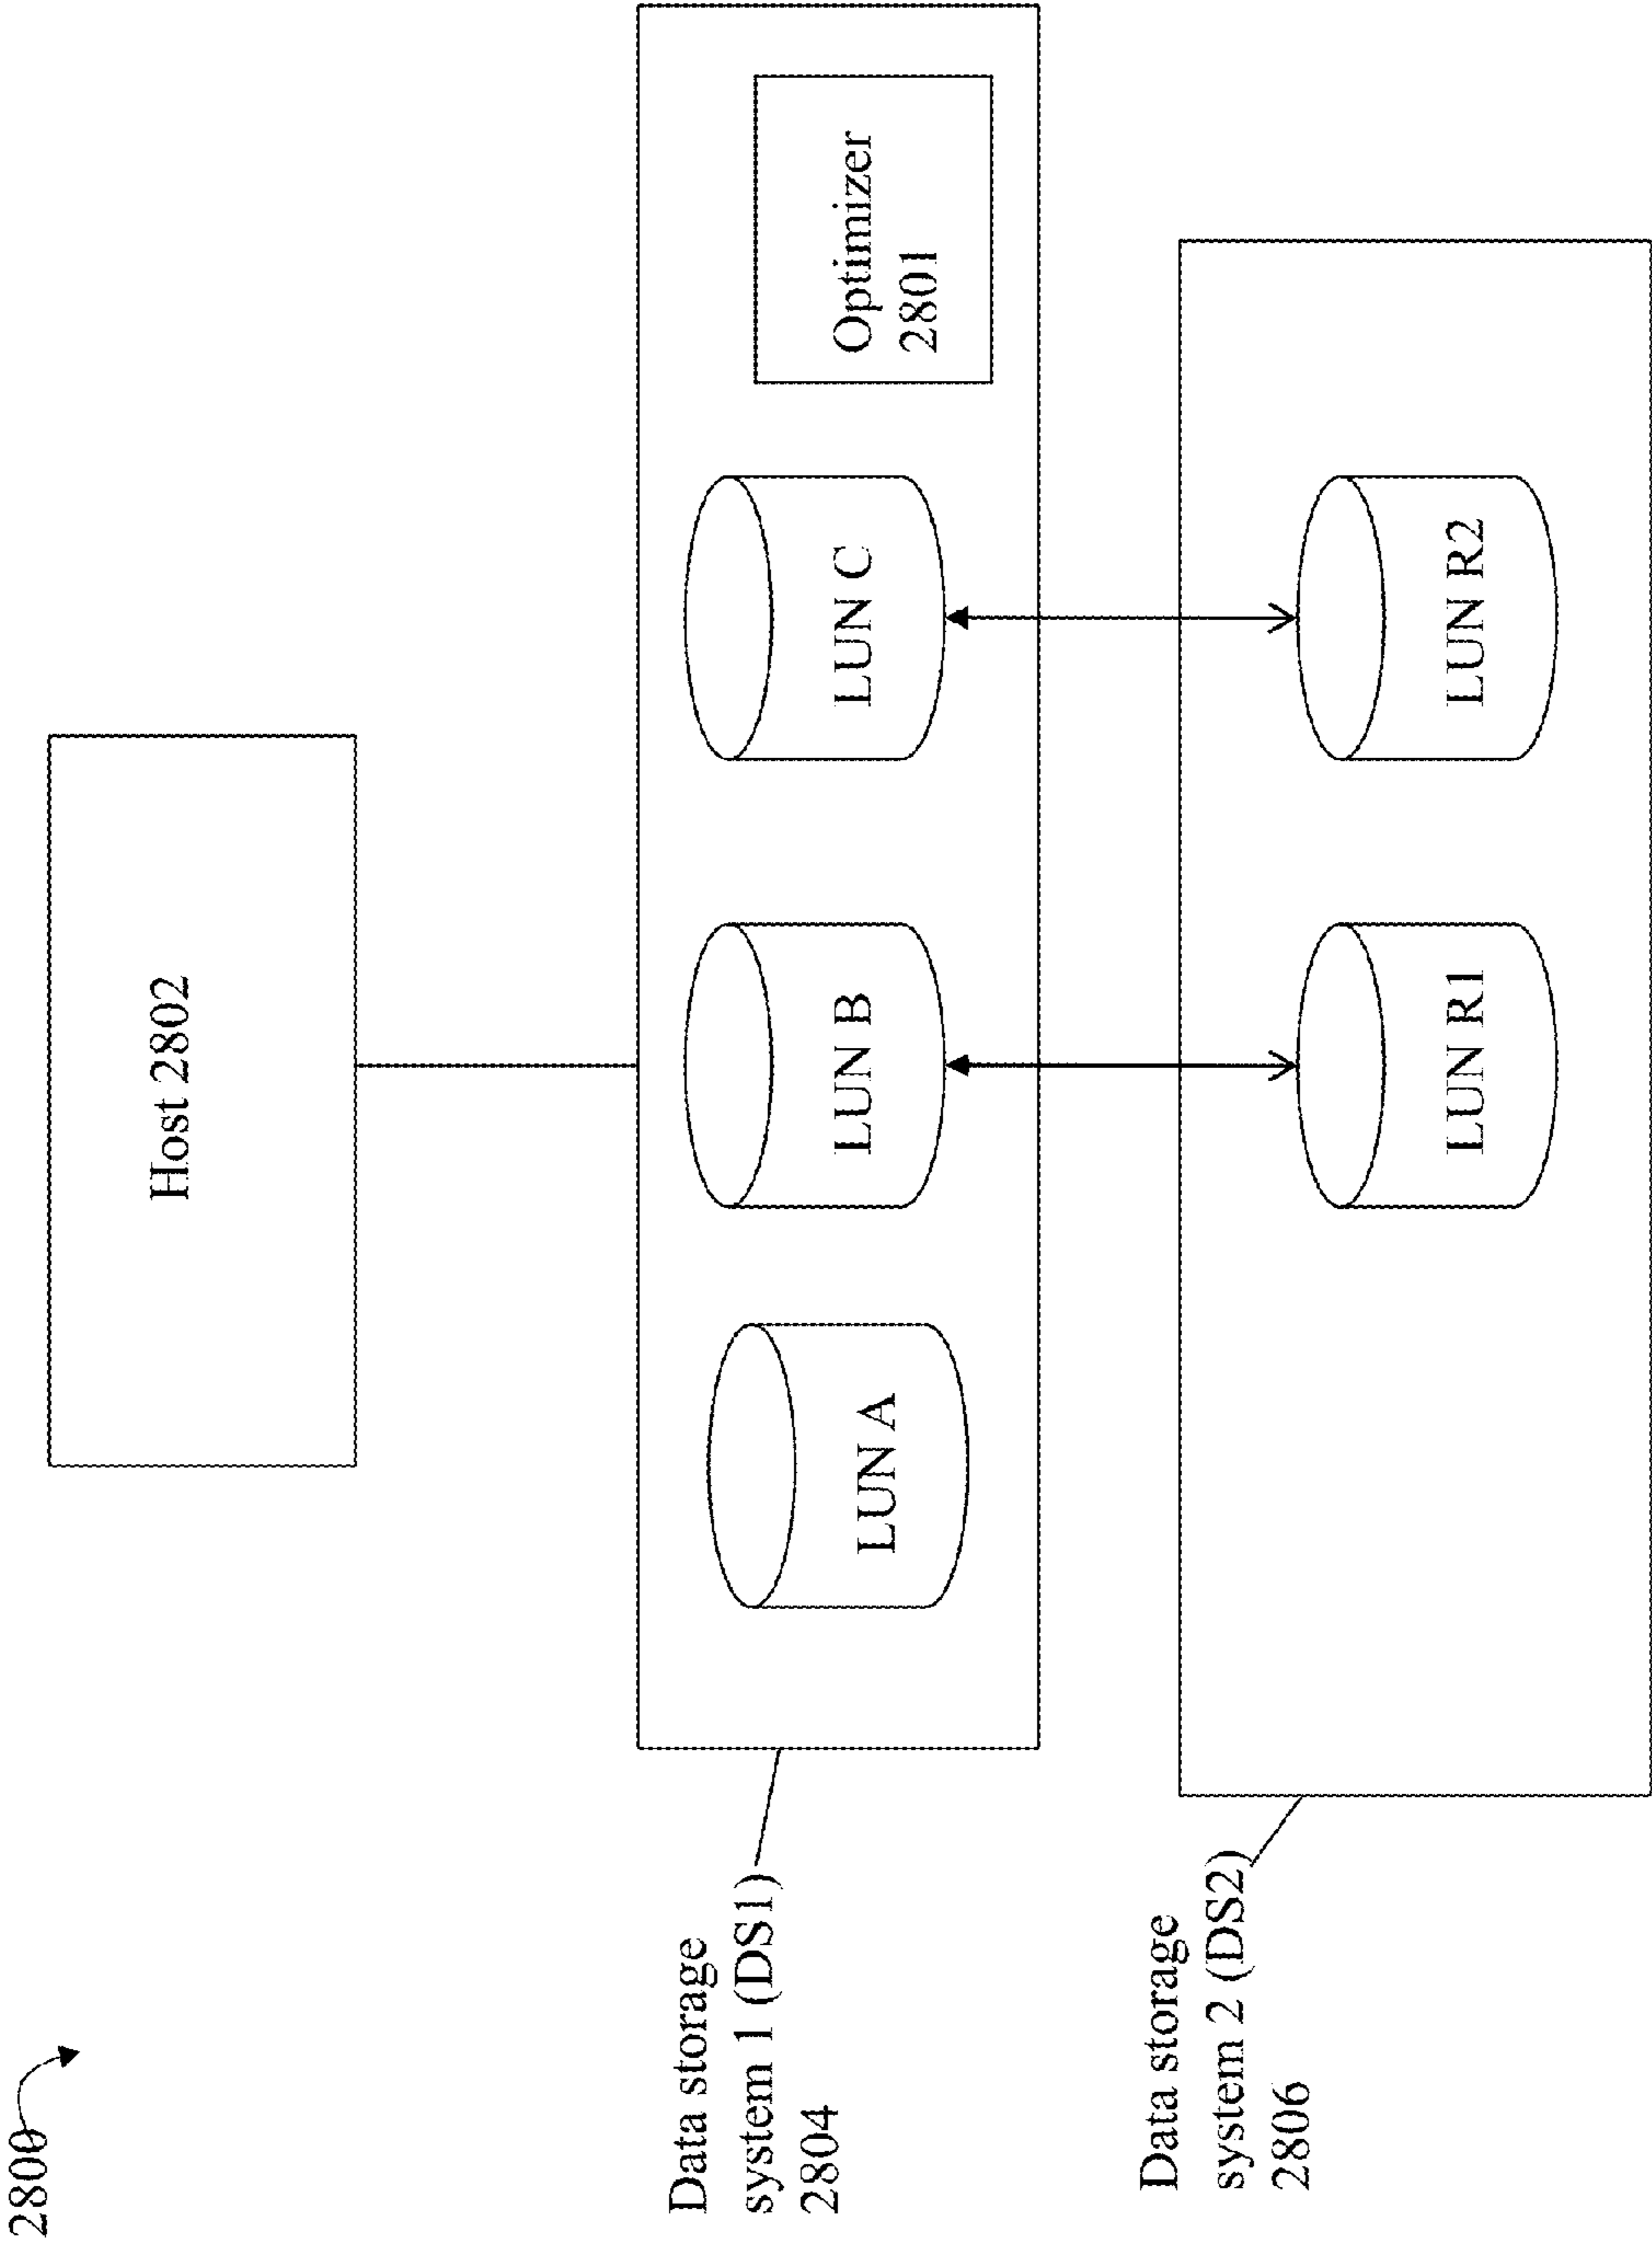 2800
Host 2802
Data storage
system 1 (DS1)
2804
LUN A
LUN B
LUN C
Optimizer
2801
Data storage
system 2 (DS2)
2806
LUN R1
LUN R2